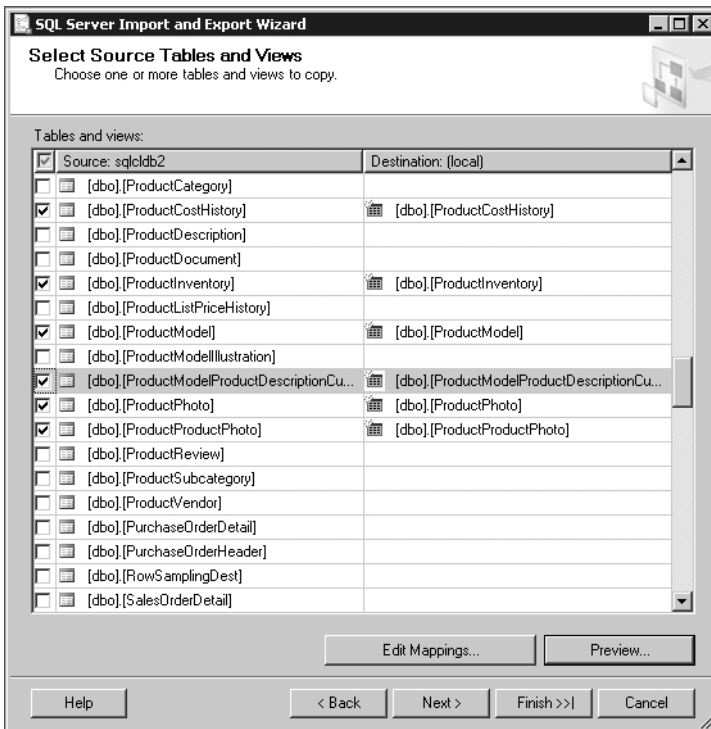 SQL Server Import and Export Wizard
Select Source Tables and Views
Choose one or more tables and views to copy.
Tables and views:
Source: sqlcldb2 Destination: (local)
[dbo].[ProductCategory]
[dbo].[ProductCostHistory] [dbo].[ProductCostHistory]
[dbo].[ProductDescription]
[dbo].[ProductDocument]
[dbo].[ProductInventory] [dbo].[ProductInventory]
[dbo].[ProductListPriceHistory]
[dbo].[ProductModel] [dbo].[ProductModel]
[dbo].[ProductModelIllustration]
[dbo].[ProductModelProductDescriptionCu... [dbo].[ProductModelProductDescriptionCu...
[dbo].[ProductPhoto] [dbo].[ProductPhoto]
[dbo].[ProductProductPhoto] [dbo].[ProductProductPhoto]
[dbo].[ProductReview]
[dbo].[ProductSubcategory]
[dbo].[ProductVendor]
[dbo].[PurchaseOrderDetail]
[dbo].[PurchaseOrderHeader]
[dbo].[RowSamplingDest]
[dbo].[SalesOrderDetail]
Edit Mappings... Preview...
Help < Back Next > Finish >>| Cancel